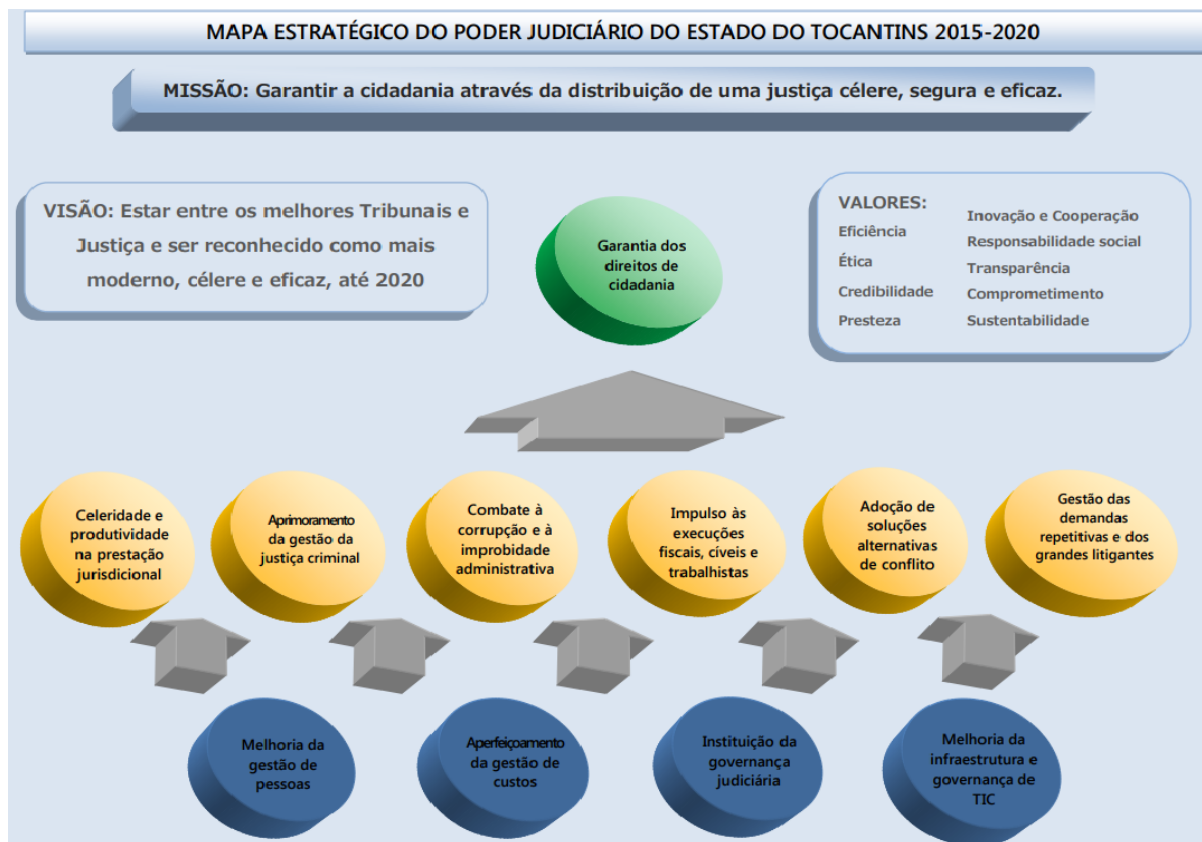 MAPA ESTRATÉGICO DO PODER JUDICIÁRIO DO ESTADO DO TOCANTINS 2015-2020
MISSÃO: Garantir a cidadania através da distribuição de uma justiça célere, segura e eficaz.
VISÃO: Estar entre os melhores Tribunais e
Justiça e ser reconhecido como mais
moderno, célere e eficaz, até 2020
Garantia dos
direitos de
cidadania
VALORES:
Eficiência
Ética
Credibilidade
Presteza
Inovação e Cooperação
Responsabilidade social
Transparência
Comprometimento
Sustentabilidade
Celeridade e
produtividade
na prestação
jurisdicional
Aprimoramento
da gestão da
justiça criminal
Combate à
corrupção e à
improbidade
administrativa
Impulso às
execuções
fiscais, cíveis e
trabalhistas
Adoção de
soluções
alternativas
de conflito
Gestão das
demandas
repetitivas e dos
grandes litigantes
Melhoria da
gestão de
pessoas
Aperfeiçoamento
da gestão de
custos
Instituição da
governança
judiciária
Melhoria da
infraestrutura e
governança de
TIC